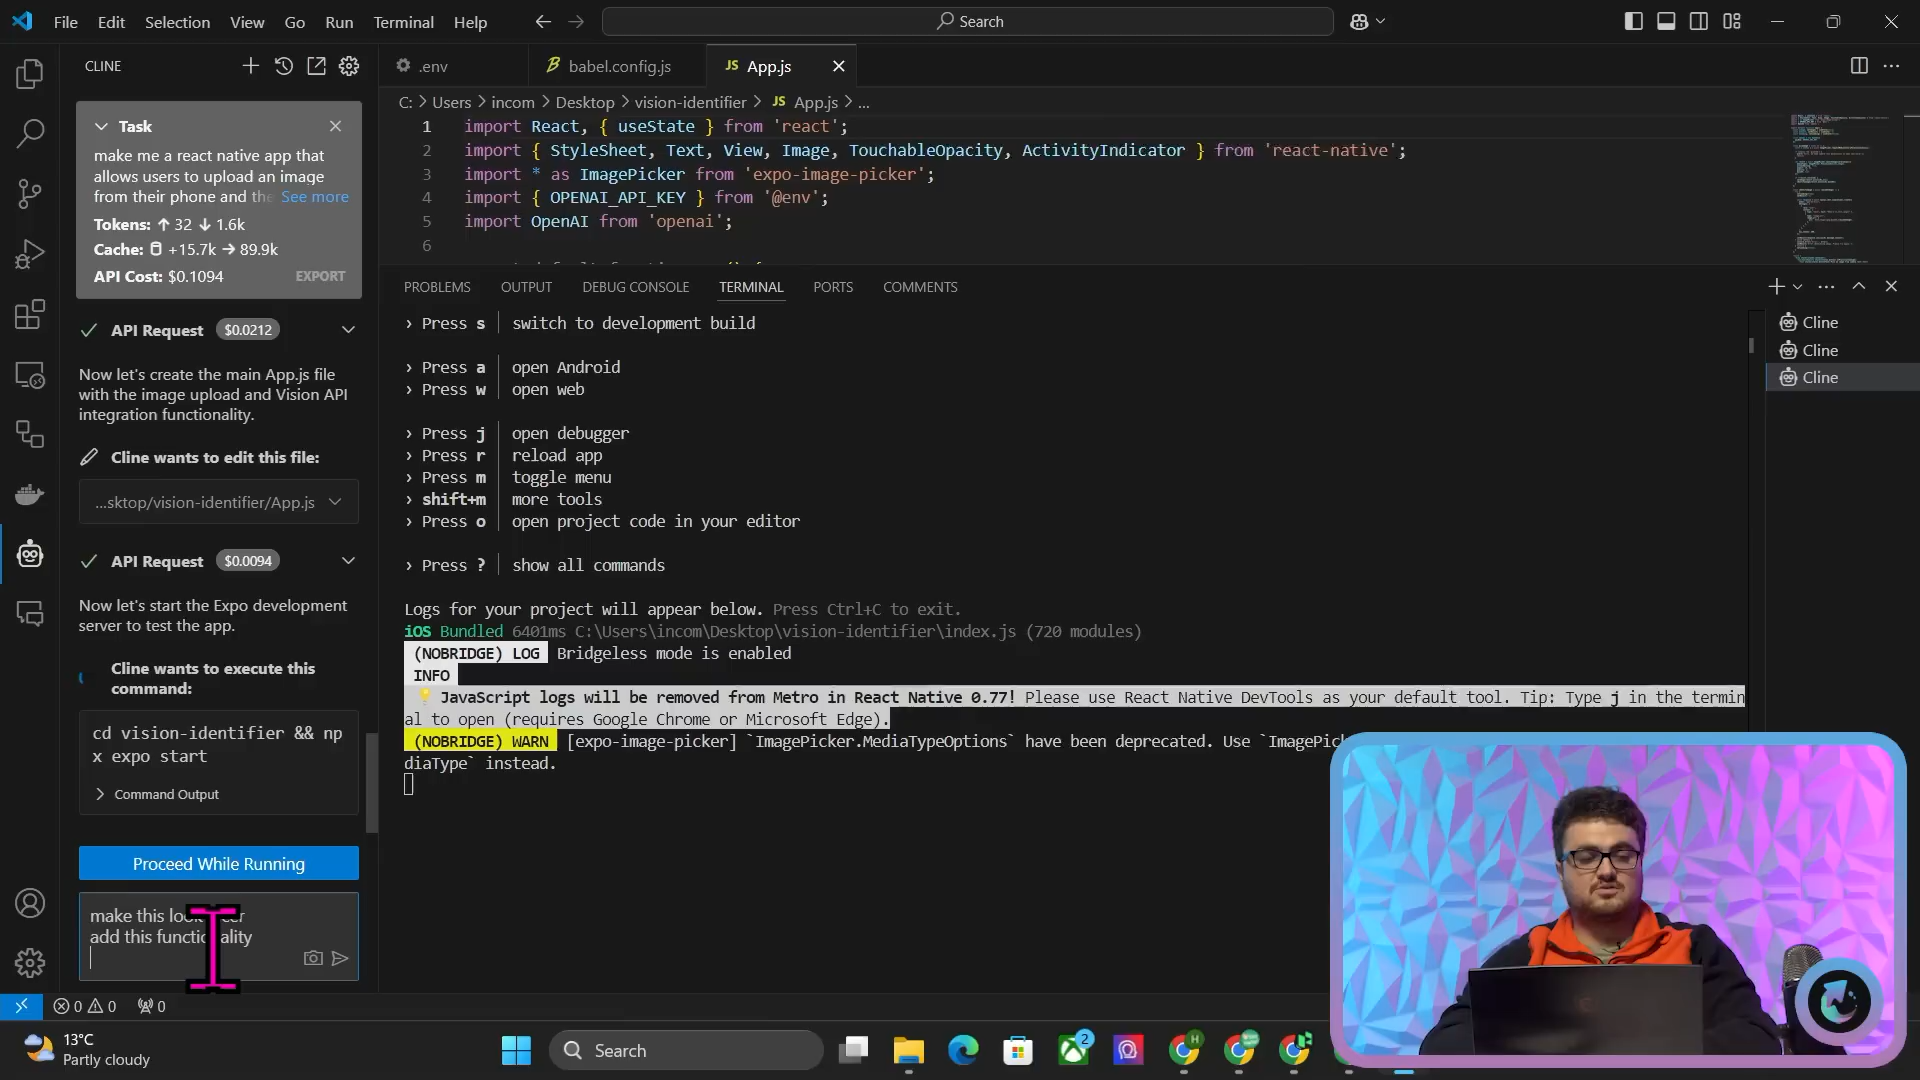 File Edit Selection View Go Run Terminal Help
Search
CLINE
.env
babel.config.js
JS App.js
C: > Users > incom > Desktop > vision-identifier > JS App.js > ...
Task
make me a react native app that
allows users to upload an image
from their phone and the See more
Tokens: ↑ 32 ↓ 1.6k
Cache: +15.7k → 89.9k
API Cost: $0.1094 EXPORT
API Request $0.0212
Now let's create the main App.js file
with the image upload and Vision API
integration functionality.
Cline wants to edit this file:
...sktop/vision-identifier/App.js
API Request $0.0094
Now let's start the Expo development
server to test the app.
Cline wants to execute this
command:
cd vision-identifier && np
x expo start
> Command Output
Proceed While Running
make this
add this
1 import React, { useState } from 'react';
2 import { StyleSheet, Text, View, Image, TouchableOpacity, ActivityIndicator } from 'react-native';
3 import * as ImagePicker from 'expo-image-picker';
4 import { OPENAI_API_KEY } from '@env';
5 import OpenAI from 'openai';
6
PROBLEMS OUTPUT DEBUG CONSOLE TERMINAL PORTS COMMENTS
› Press s │ switch to development build
› Press a │ open Android
› Press w │ open web
› Press j │ open debugger
› Press r │ reload app
› Press m │ toggle menu
› shift+m │ more tools
› Press o │ open project code in your editor
› Press ? │ show all commands
Logs for your project will appear below. Press Ctrl+C to exit.
iOS Bundled 6401ms C:\Users\incom\Desktop\vision-identifier\index.js (720 modules)
(NOBRIDGE) LOG Bridgeless mode is enabled
INFO
💡 JavaScript logs will be removed from Metro in React Native 0.77! Please use React Native DevTools as your default tool. Tip: Type j in the termin
al to open (requires Google Chrome or Microsoft Edge).
(NOBRIDGE) WARN [expo-image-picker] `ImagePicker.MediaTypeOptions` have been deprecated. Use
diaType` instead.
Cline
Cline
Cline
0 0 0
13°C
Partly cloudy
Search
2